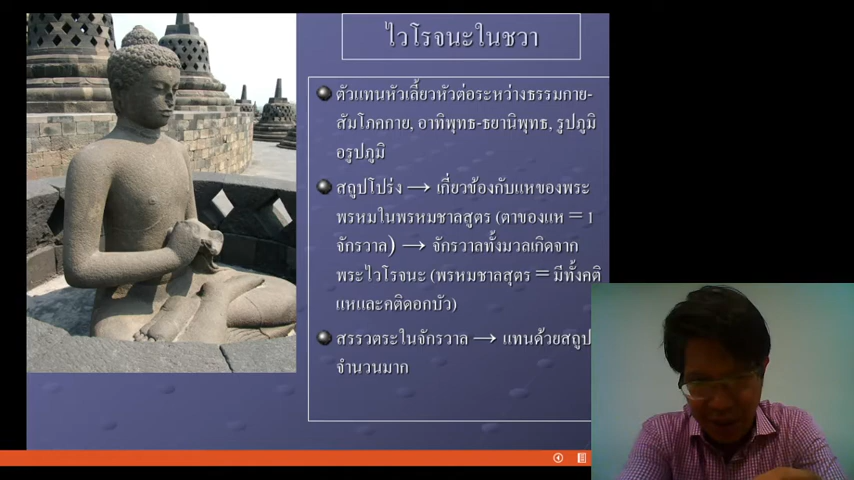 ไวโรจนะในชวา
ตัวแทนหัวเลี้ยวหัวต่อระหว่างธรรมกาย-
สัมโภคกาย, อาทิพุทธ-ธยานิพุทธ, รูปภูมิ
อรูปภูมิ
สถูปโปร่ง → เกี่ยวข้องกับแหของพระ
พรหมในพรหมชาลสูตร (ตาของแห = 1
จักรวาล) → จักรวาลทั้งมวลเกิดจาก
พระไวโรจนะ (พรหมชาลสุตร = มีทั้งคติ
แหและคติดอกบัว)
สรรวตระในจักรวาล → แทนด้วยสถูป
จำนวนมาก